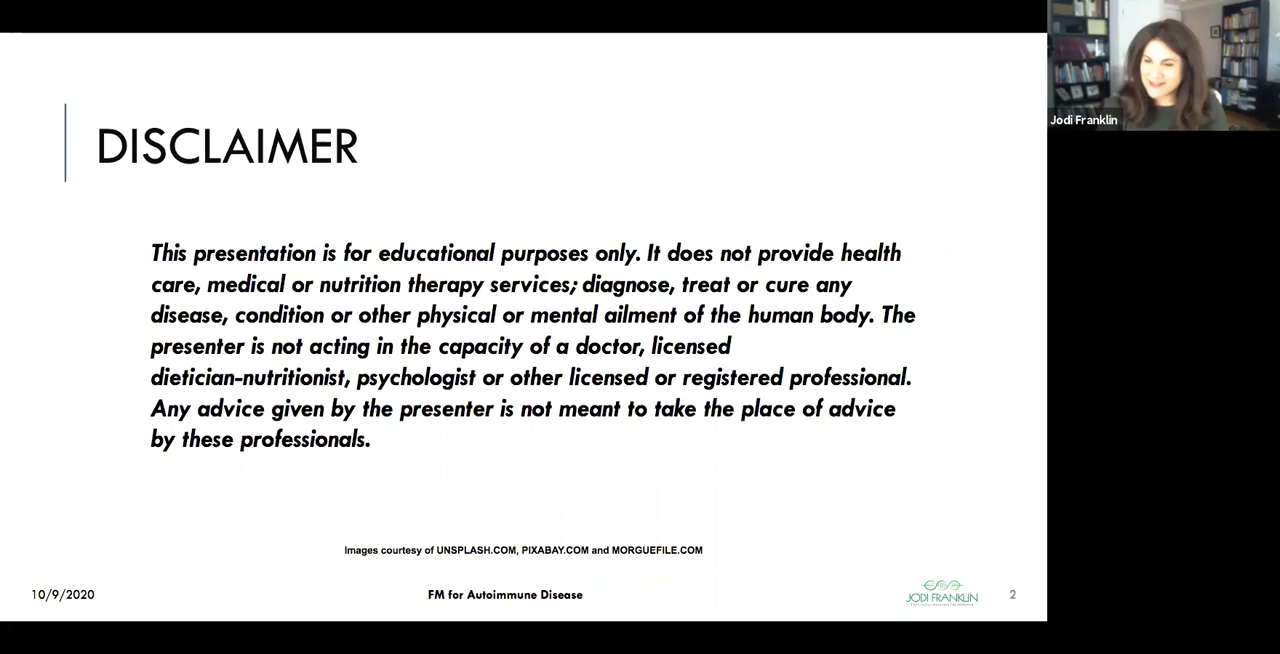 Jodi Franklin
DISCLAIMER
This presentation is for educational purposes only. It does not provide health
care, medical or nutrition therapy services; diagnose, treat or cure any
disease, condition or other physical or mental ailment of the human body. The
presenter is not acting in the capacity of a doctor, licensed
dietician-nutritionist, psychologist or other licensed or registered professional.
Any advice given by the presenter is not meant to take the place of advice
by these professionals.
Images courtesy of UNSPLASH.COM, PIXABAY.COM and MORGUEFILE.COM
10/9/2020
FM for Autoimmune Disease
JODI FRANKLIN
2